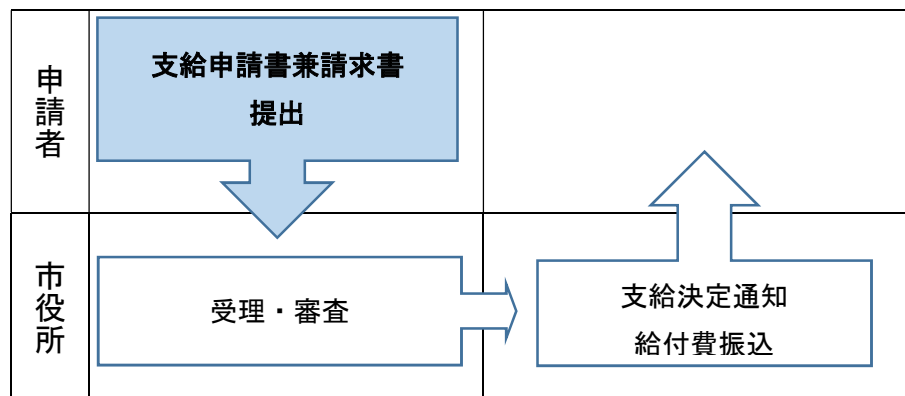 申請者
支給申請書兼請求書
提出
市役所
受理・審査
支給決定通知
給付費振込